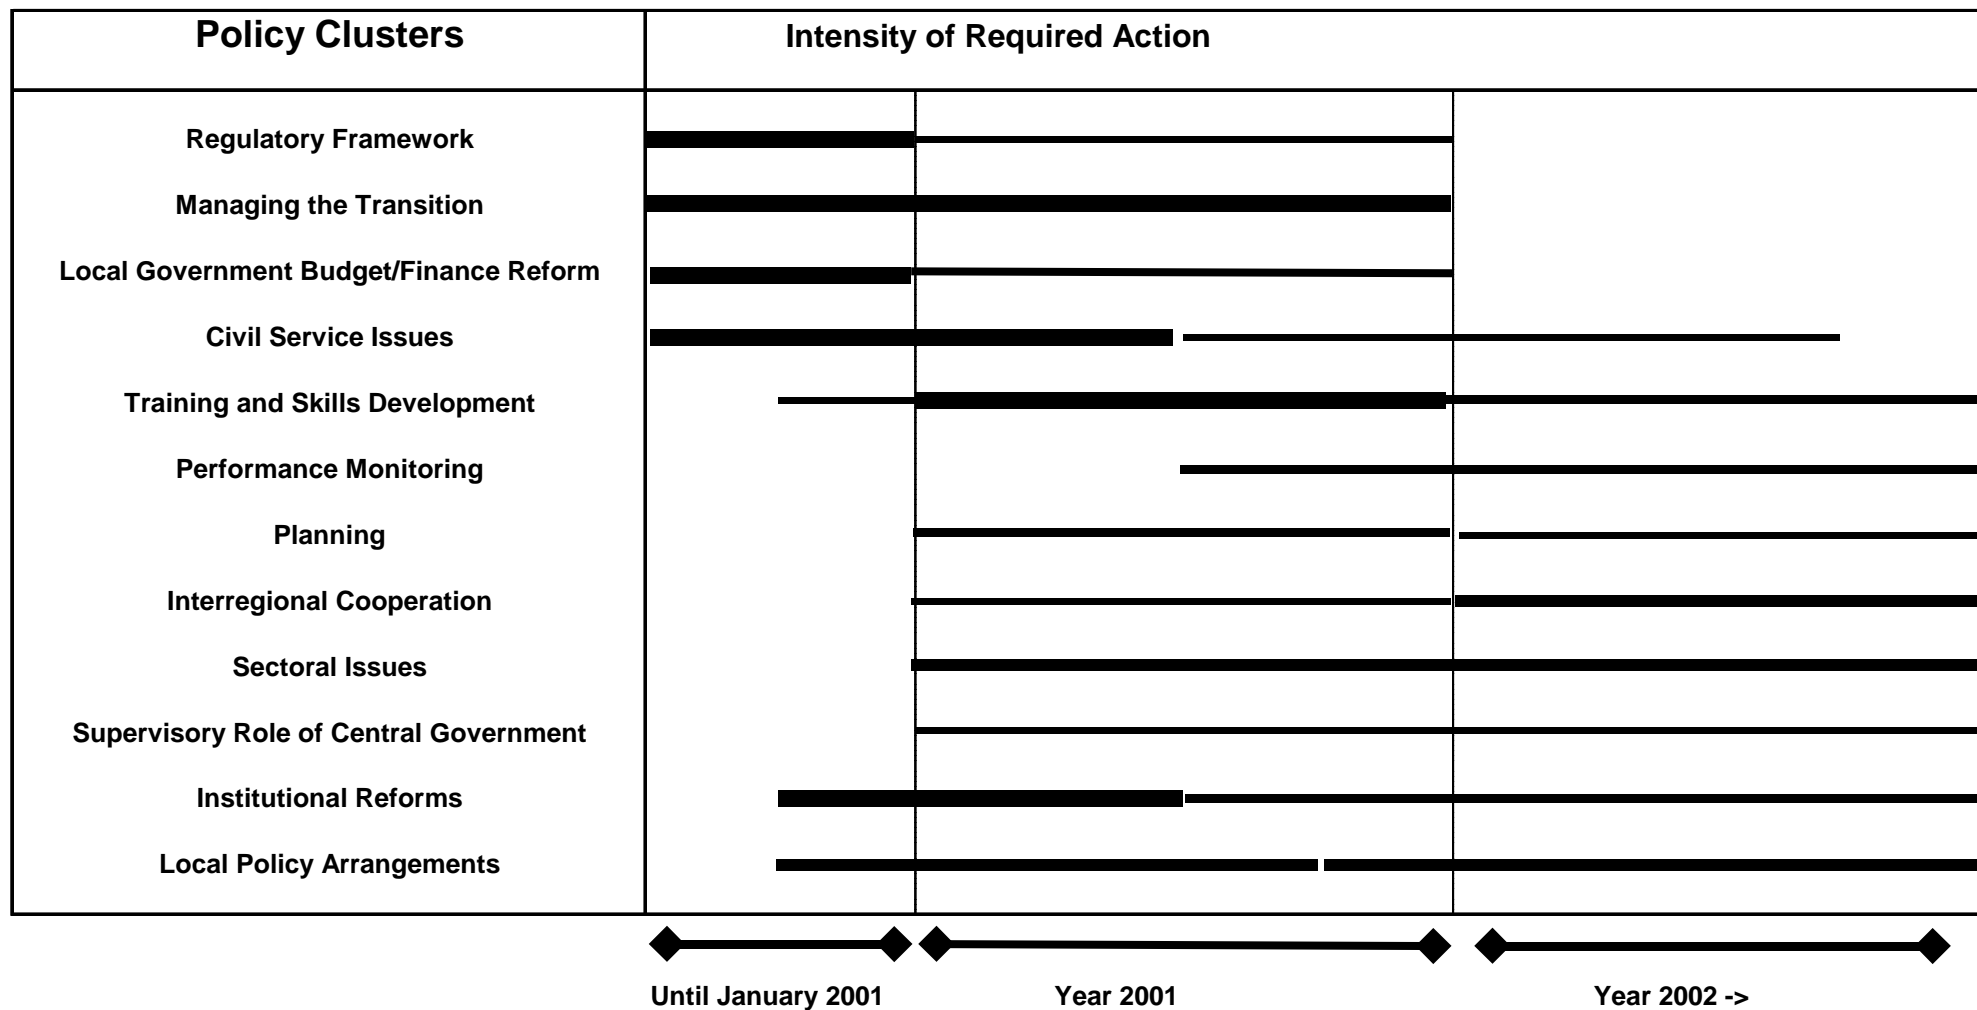 Policy Clusters
Intensity of Required Action
Regulatory Framework
Managing the Transition
Local Government Budget/Finance Reform
Civil Service Issues
Training and Skills Development
Performance Monitoring
Planning
Interregional Cooperation
Sectoral Issues
Supervisory Role of Central Government
Institutional Reforms
Local Policy Arrangements
Until January 2001
Year 2001
Year 2002 ->